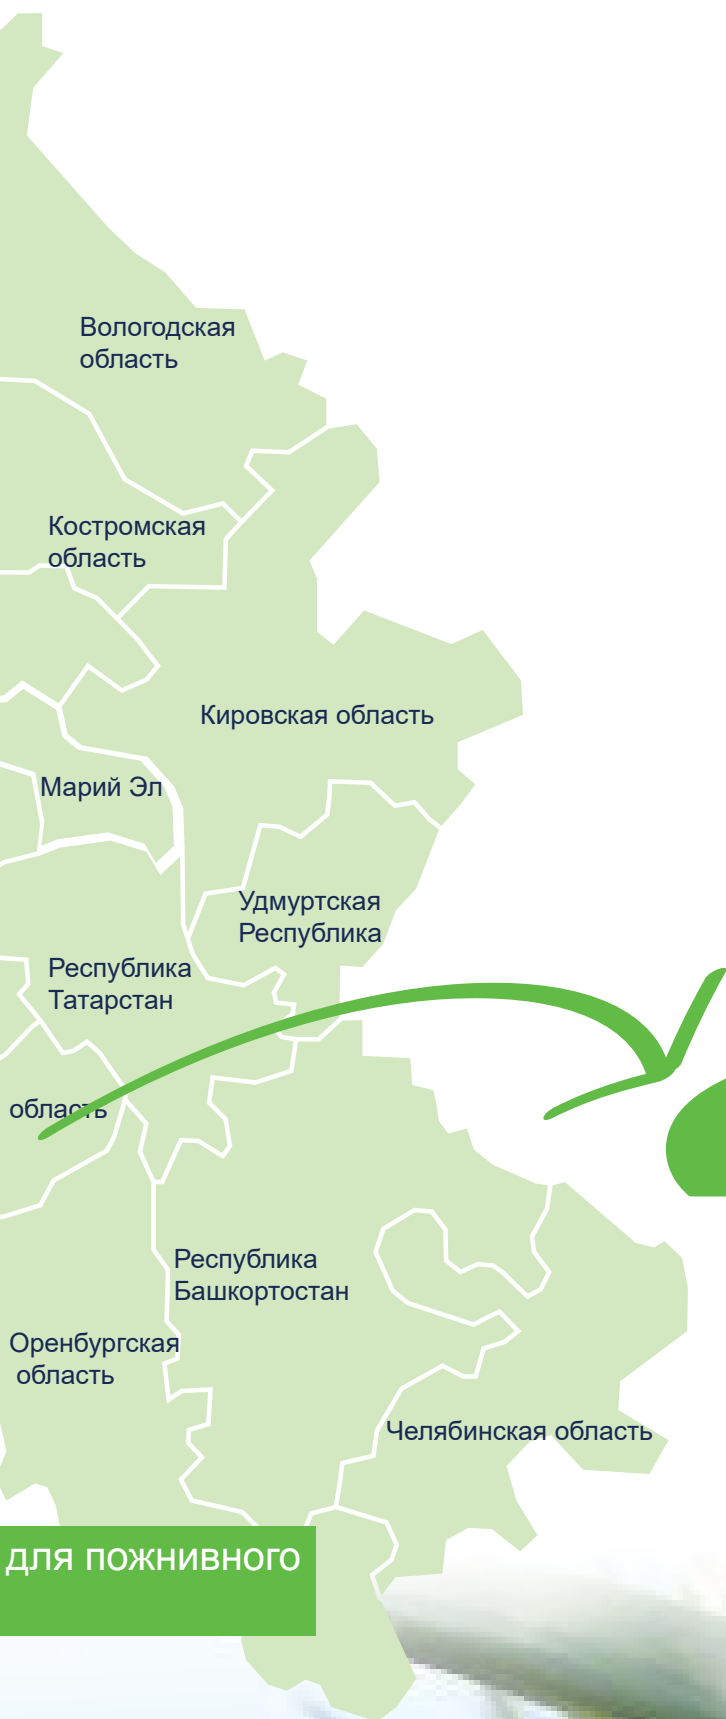 Вологодская
область
Костромская
область
Кировская область
Марий Эл
Удмуртская
Республика
Республика
Татарстан
область
Республика
Башкортостан
Оренбургская
область
Челябинская область
для пожнивного